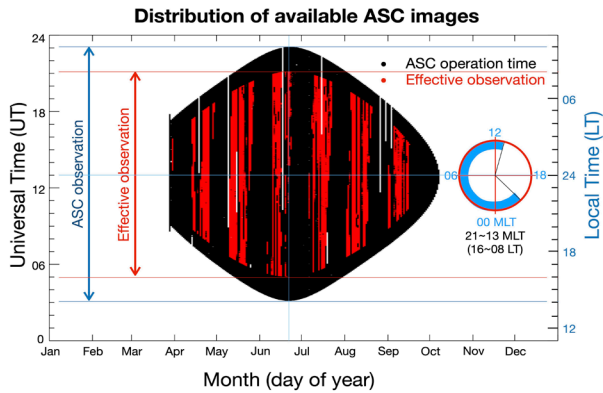 Distribution of available ASC images
Universal Time (UT)
24
18
12
06
0
ASC observation
Effective observation
ASC operation time
Effective observation
12
06
18
00 MLT
21~13 MLT
(16~08 LT)
06
24
18
12
Local Time (LT)
Jan Feb Mar Apr May Jun Jul Aug Sep Oct Nov Dec
Month (day of year)